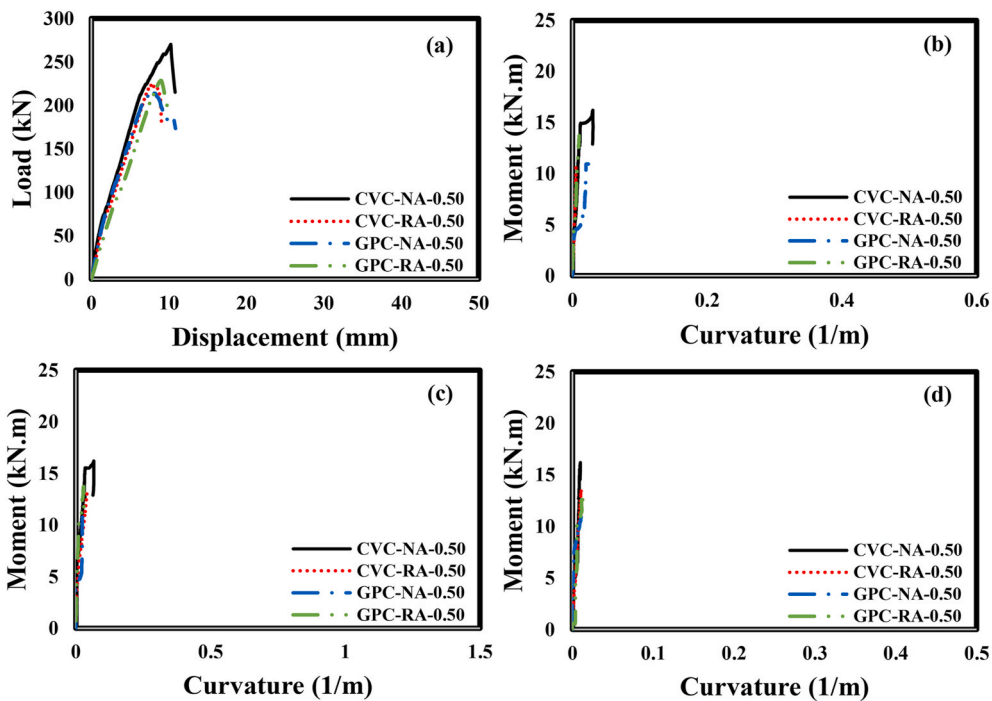 300
250
200
150
100
50
0
Load (kN)
(a)
CVC-NA-0.50
CVC-RA-0.50
GPC-NA-0.50
GPC-RA-0.50
0 10 20 30 40 50
Displacement (mm)
25
20
15
10
5
0
Moment (kN.m)
(b)
CVC-NA-0.50
CVC-RA-0.50
GPC-NA-0.50
GPC-RA-0.50
0 0.2 0.4 0.6
Curvature (1/m)
25
20
15
10
5
0
Moment (kN.m)
(c)
CVC-NA-0.50
CVC-RA-0.50
GPC-NA-0.50
GPC-RA-0.50
0 0.5 1 1.5
Curvature (1/m)
25
20
15
10
5
0
Moment (kN.m)
(d)
CVC-NA-0.50
CVC-RA-0.50
GPC-NA-0.50
GPC-RA-0.50
0 0.1 0.2 0.3 0.4 0.5
Curvature (1/m)